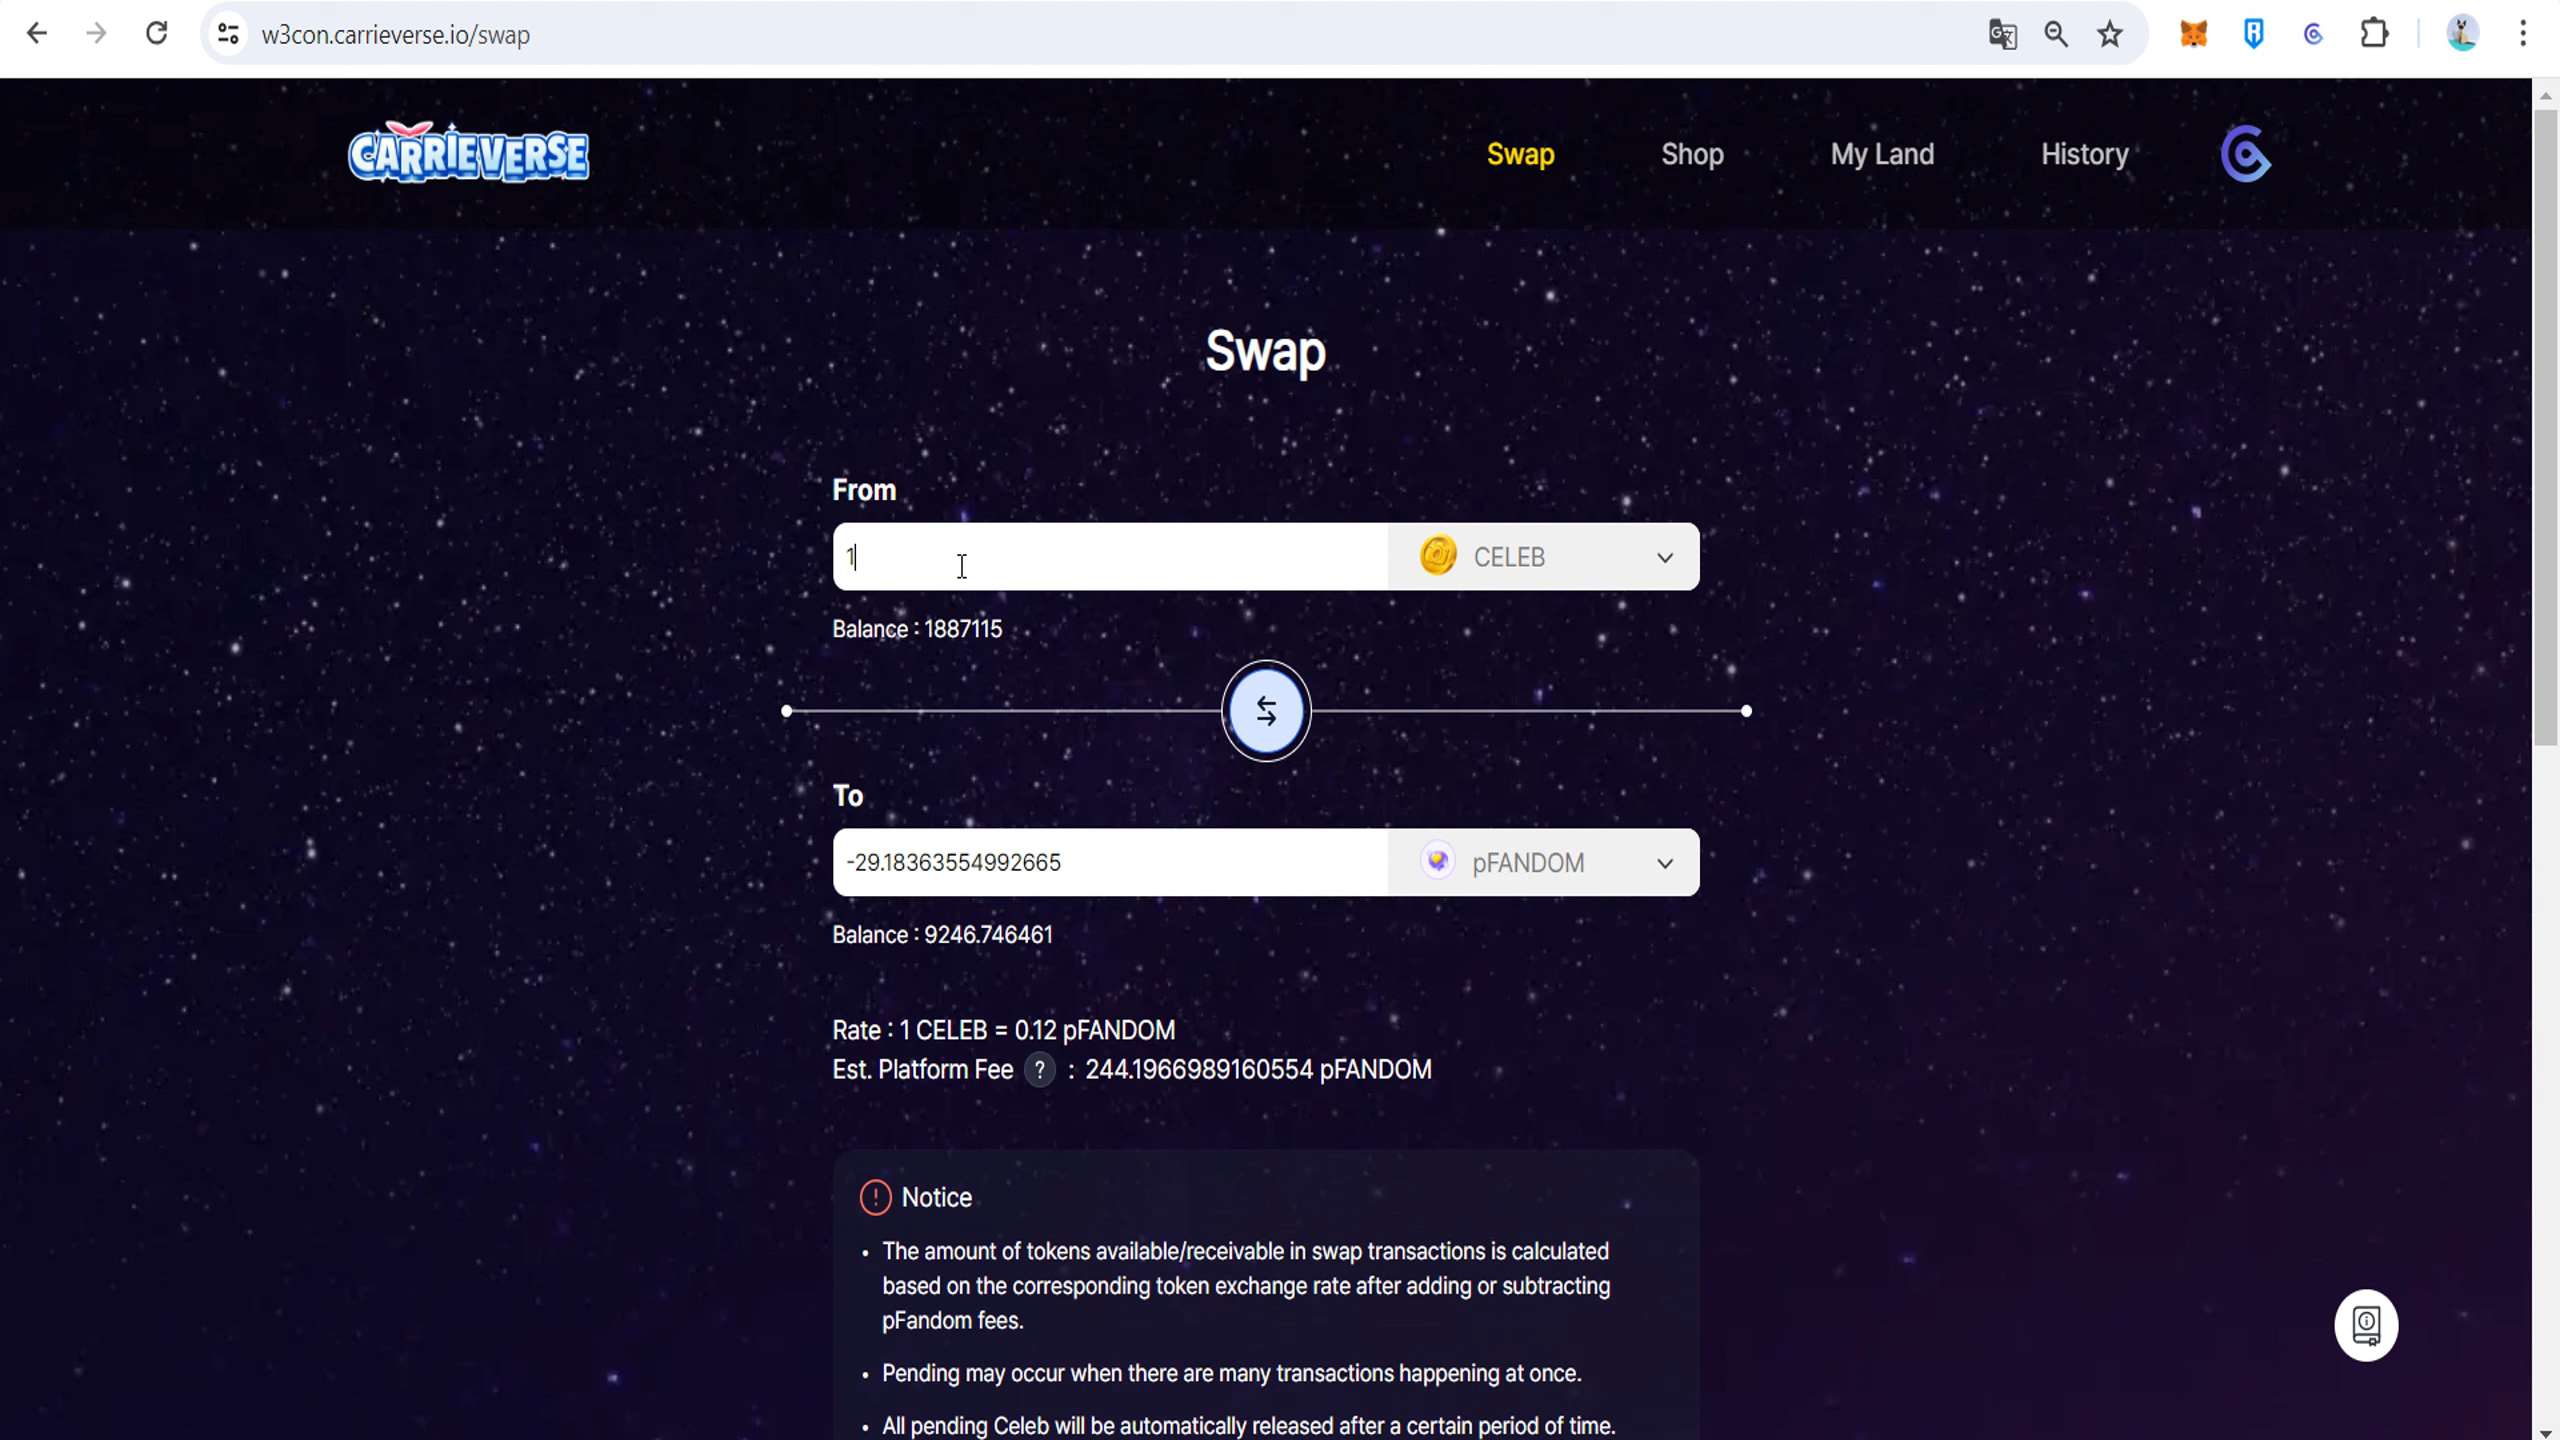 w3con.carrieverse.io/swap
CARRIEVERSE
Swap
Shop
My Land
History
Swap
From
1
CELEB
Balance : 1887115
To
-29.18363554992665
pFANDOM
Balance : 9246.746461
Rate : 1 CELEB = 0.12 pFANDOM
Est. Platform Fee ? : 244.1966989160554 pFANDOM
Notice
• The amount of tokens available/receivable in swap transactions is calculated
based on the corresponding token exchange rate after adding or subtracting
pFandom fees.
• Pending may occur when there are many transactions happening at once.
• All pending Celeb will be automatically released after a certain period of time.